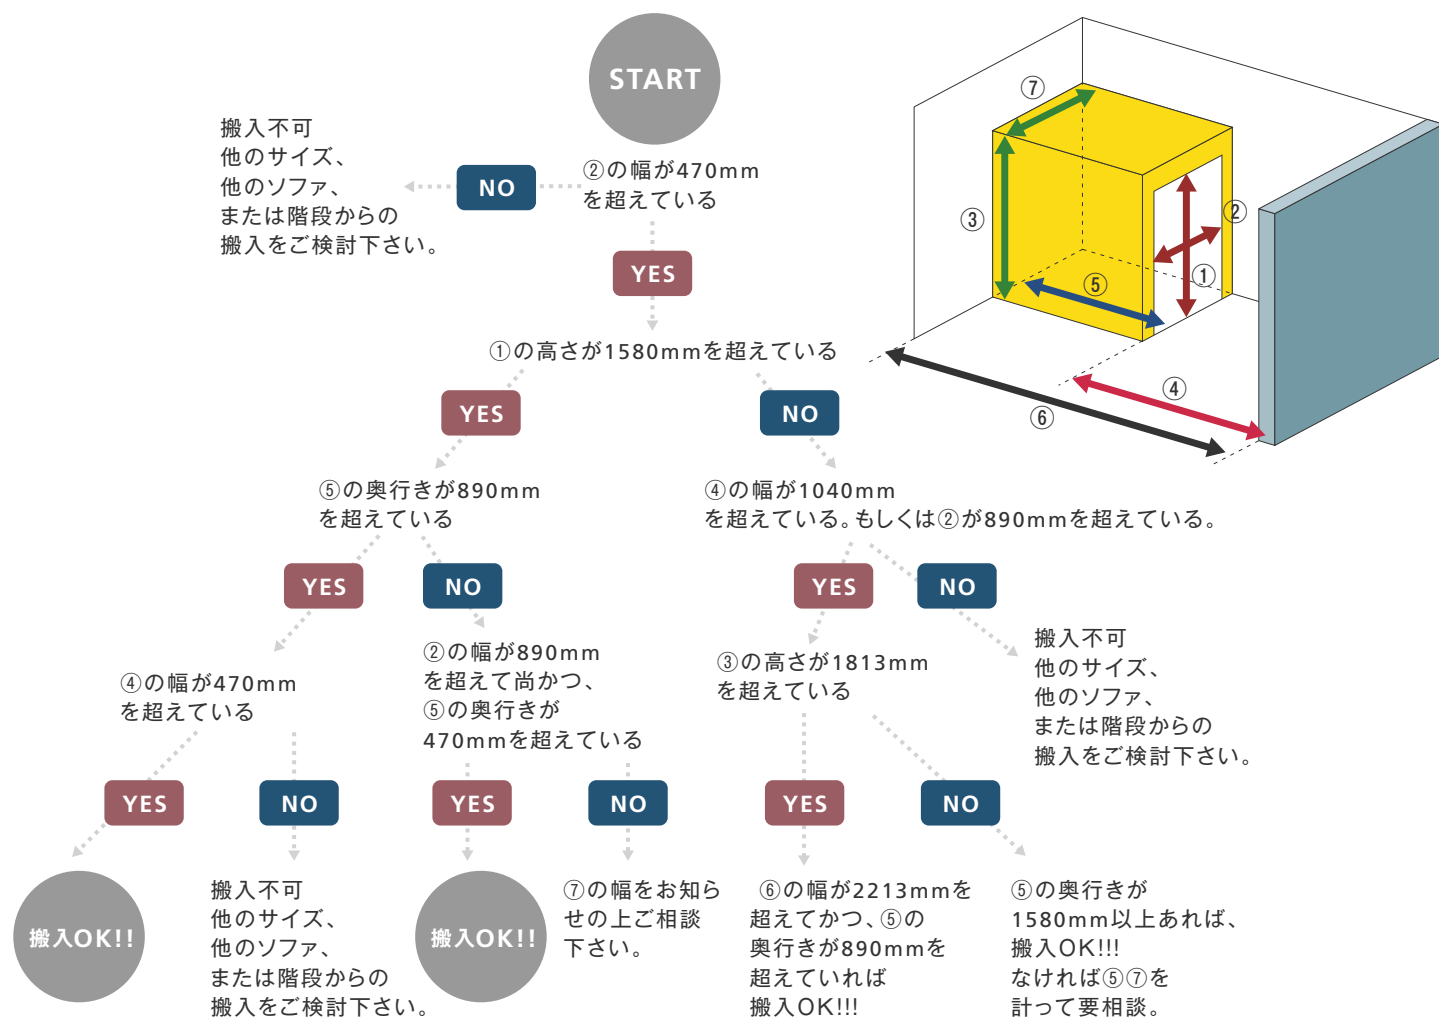 START
②の幅が470mm
を超えている
NO
搬入不可
他のサイズ、
他のソファ、
または階段からの
搬入をご検討下さい。
YES
①の高さが1580mmを超えている
YES
NO
⑤の奥行きが890mm
を超えている
④の幅が1040mm
を超えている。もしくは②が890mmを超えている。
YES
NO
YES
NO
④の幅が470mm
を超えている
②の幅が890mm
を超えて尚かつ、
⑤の奥行きが
470mmを超えている
③の高さが1813mm
を超えている
搬入不可
他のサイズ、
他のソファ、
または階段からの
搬入をご検討下さい。
YES
NO
YES
NO
YES
NO
搬入OK!!
搬入不可
他のサイズ、
他のソファ、
または階段からの
搬入をご検討下さい。
搬入OK!!
⑦の幅をお知ら
せの上ご相談
下さい。
⑥の幅が2213mmを
超えてかつ、⑤の
奥行きが890mmを
超えていれば
搬入OK!!!
⑤の奥行きが
1580mm以上あれば、
搬入OK!!!
なければ⑤⑦を
計って要相談。
⑦
③
②
①
⑤
④
⑥